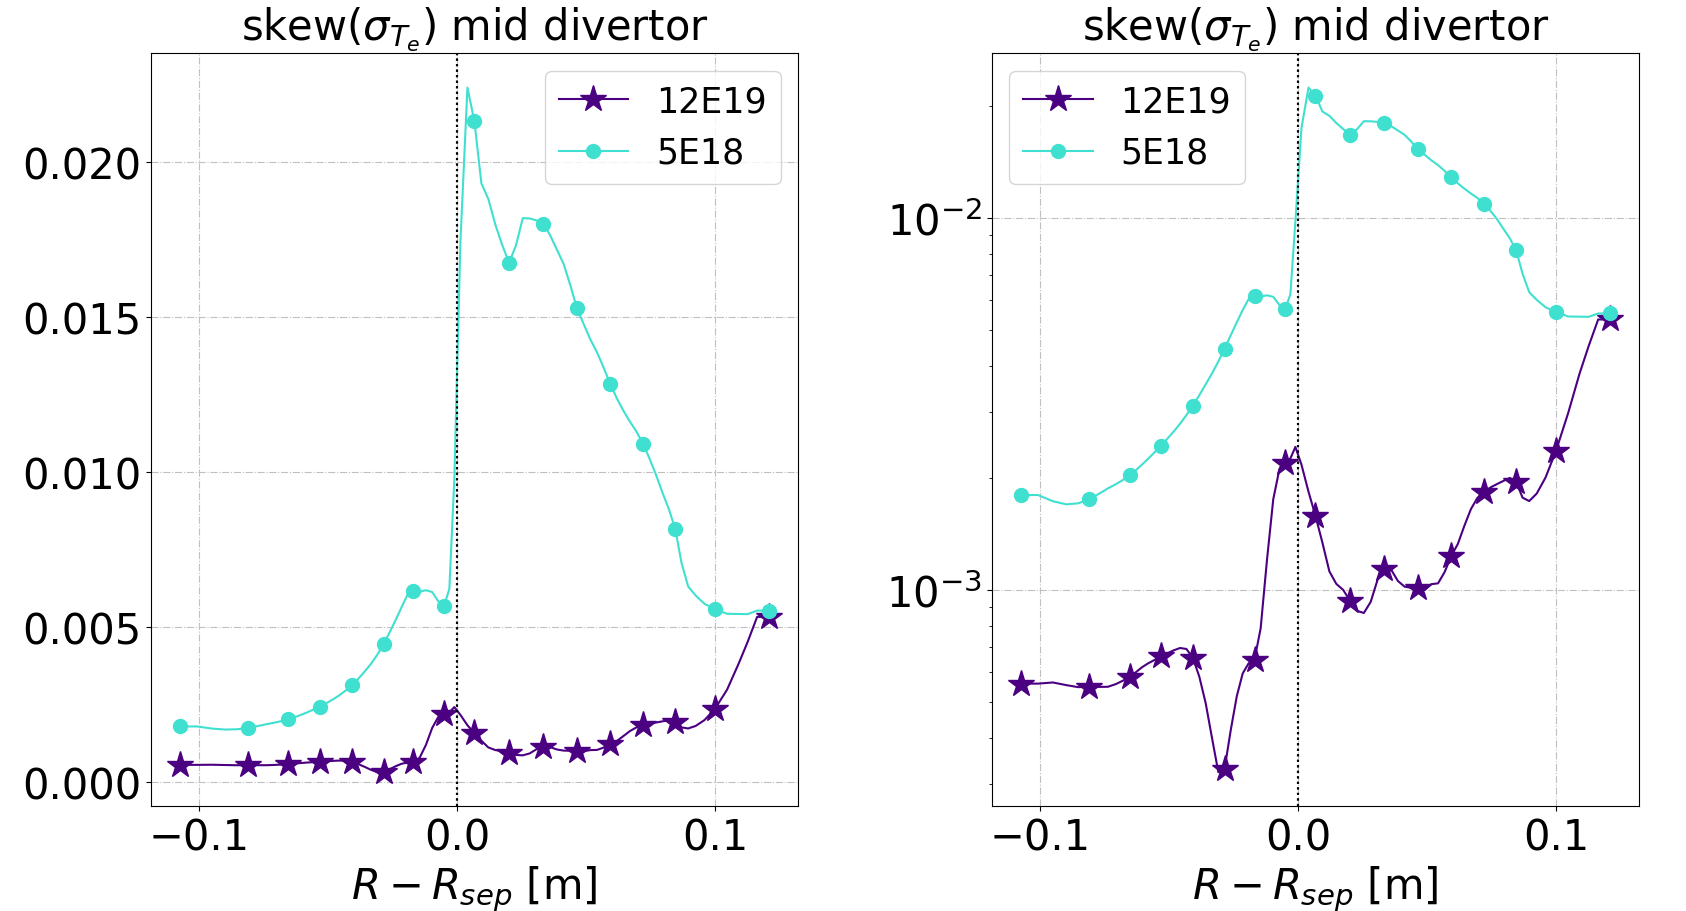 skew(σ_{T_e}) mid divertor
12E19
5E18
0.020
0.015
0.010
0.005
0.000
−0.1 0.0 0.1
R − R_{sep} [m]
skew(σ_{T_e}) mid divertor
12E19
5E18
10^{−2}
10^{−3}
−0.1 0.0 0.1
R − R_{sep} [m]